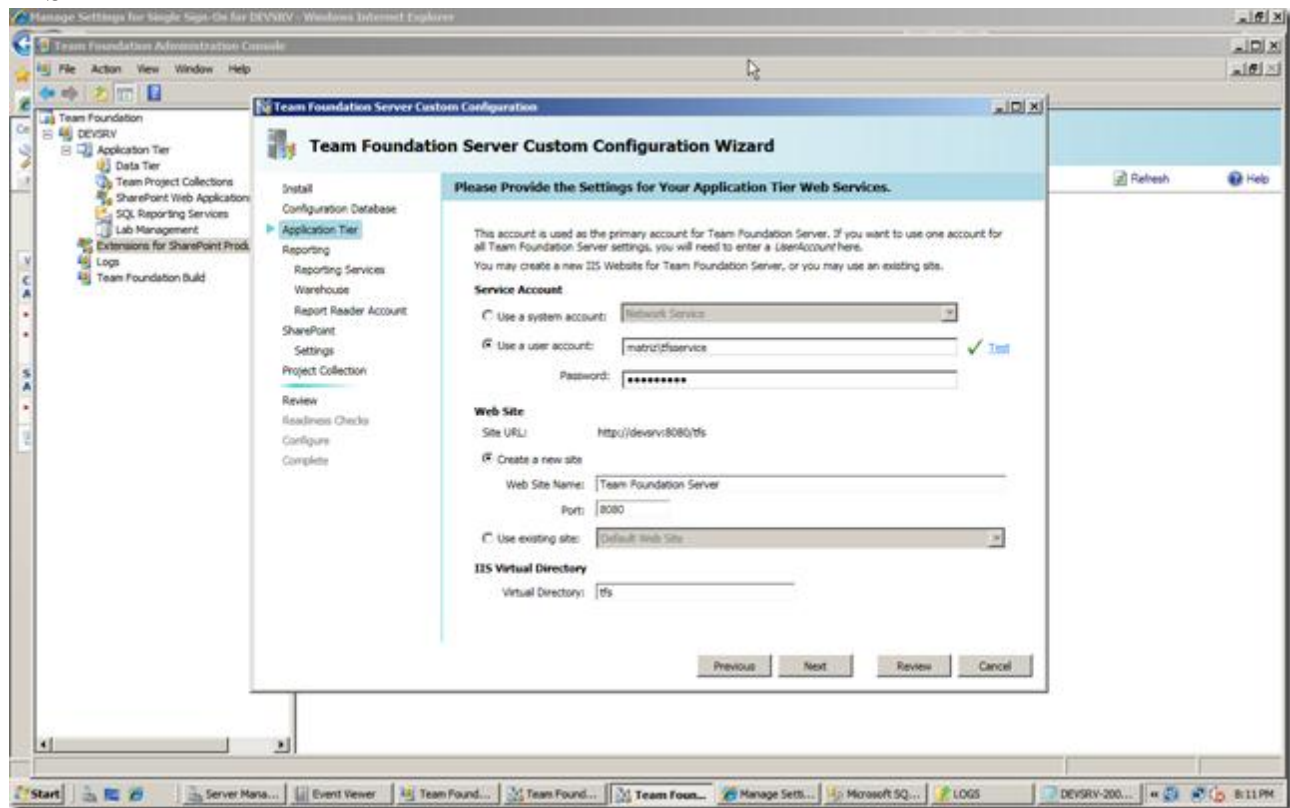 Manage Settings for Single Sign-On for DEVSRV - Windows Internet Explorer
Team Foundation Administration Console
File Action View Window Help
Team Foundation
DEVSRV
Application Tier
Data Tier
Team Project Collections
SharePoint Web Applications
SQL Reporting Services
Lab Management
Extensions for SharePoint Produ
Logs
Team Foundation Build
Refresh
Help
Team Foundation Server Custom Configuration
Team Foundation Server Custom Configuration Wizard
Install
Configuration Database
Application Tier
Reporting
Reporting Services
Warehouse
Report Reader Account
SharePoint
Settings
Project Collection
Review
Readiness Checks
Configure
Complete
Please Provide the Settings for Your Application Tier Web Services.
This account is used as the primary account for Team Foundation Server. If you want to use one account for
all Team Foundation Server settings, you will need to enter a UserAccount here.
You may create a new IIS Website for Team Foundation Server, or you may use an existing site.
Service Account
Use a system account: Network Service
Use a user account: matriz\tfsservice Test
Password: •••••••••
Web Site
Site URL: http://devsrv:8080/tfs
Create a new site
Web Site Name: Team Foundation Server
Port: 8080
Use existing site: Default Web Site
IIS Virtual Directory
Virtual Directory: tfs
Previous Next Review Cancel
Start Server Mana... Event Viewer Team Found... Team Found... Team Foun... Manage Setti... Microsoft SQ... LOGS DEVSRV-200... « 8:11 PM